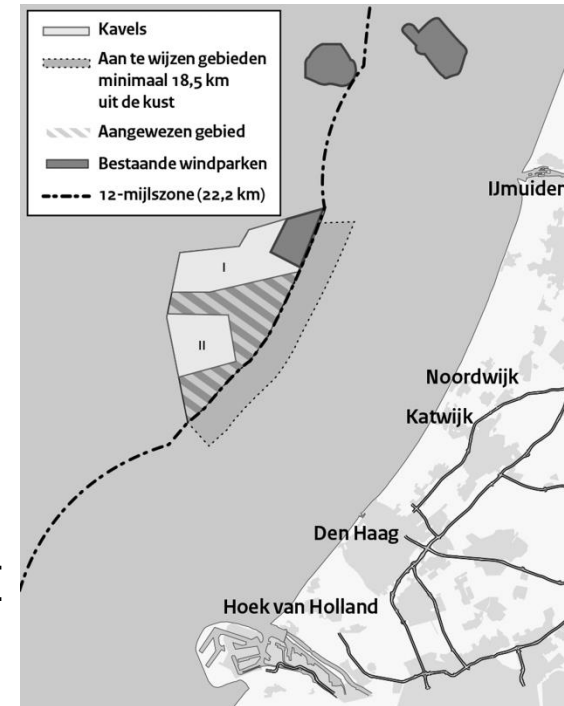 Kavels
Aan te wijzen gebieden
minimaal 18,5 km
uit de kust
Aangewezen gebied
Bestaande windparken
12-mijlszone (22,2 km)
IJmuiden
I
II
Noordwijk
Katwijk
Den Haag
Hoek van Holland